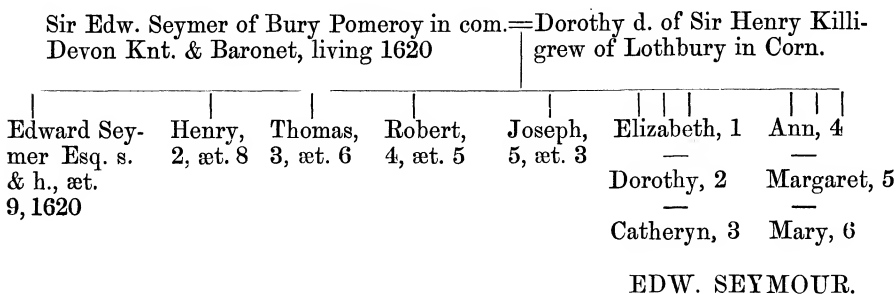 Sir Edw. Seymer of Bury Pomeroy in com.=Dorothy d. of Sir Henry Killi-
Devon Knt. & Baronet, living 1620
grew of Lothbury in Corn.
Edward Sey-
mer Esq. s.
& h., æt.
9, 1620
Henry,
2, æt. 8
Thomas,
3, æt. 6
Robert,
4, æt. 5
Joseph,
5, æt. 3
Elizabeth, 1
Dorothy, 2
Catheryn, 3
Ann, 4
Margaret, 5
Mary, 6
EDW. SEYMOUR.